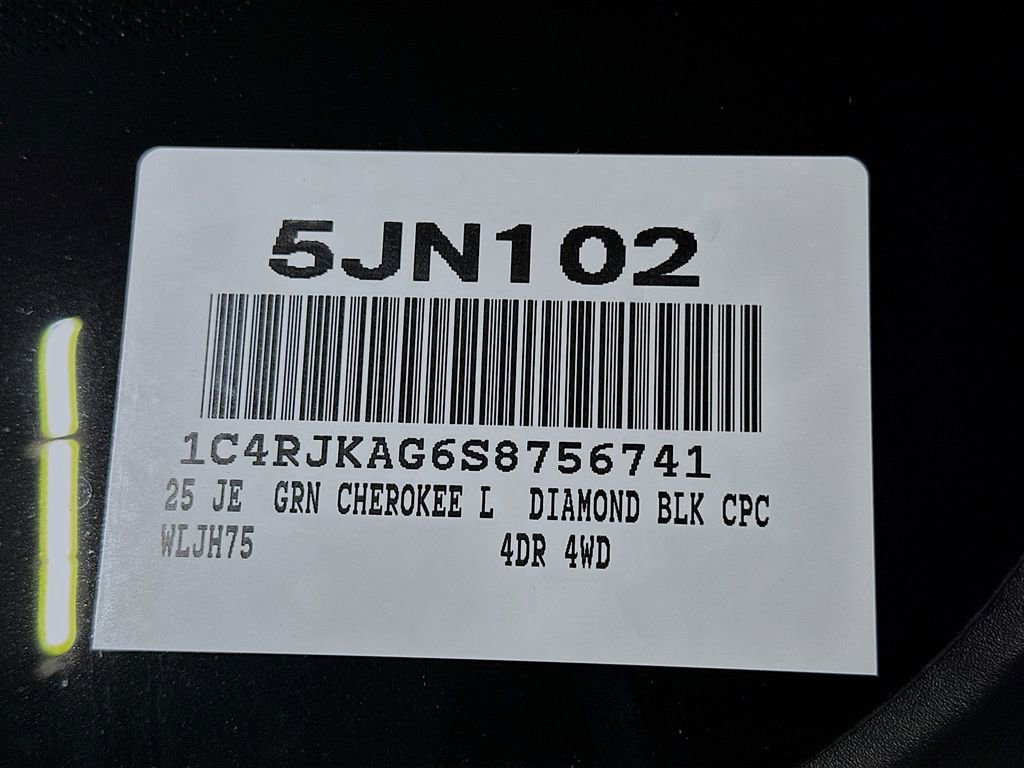 5JN102
1C4RJKAG6S8756741
25 JE GRN CHEROKEE L DIAMOND BLK CPC
WLJH75 4DR 4WD